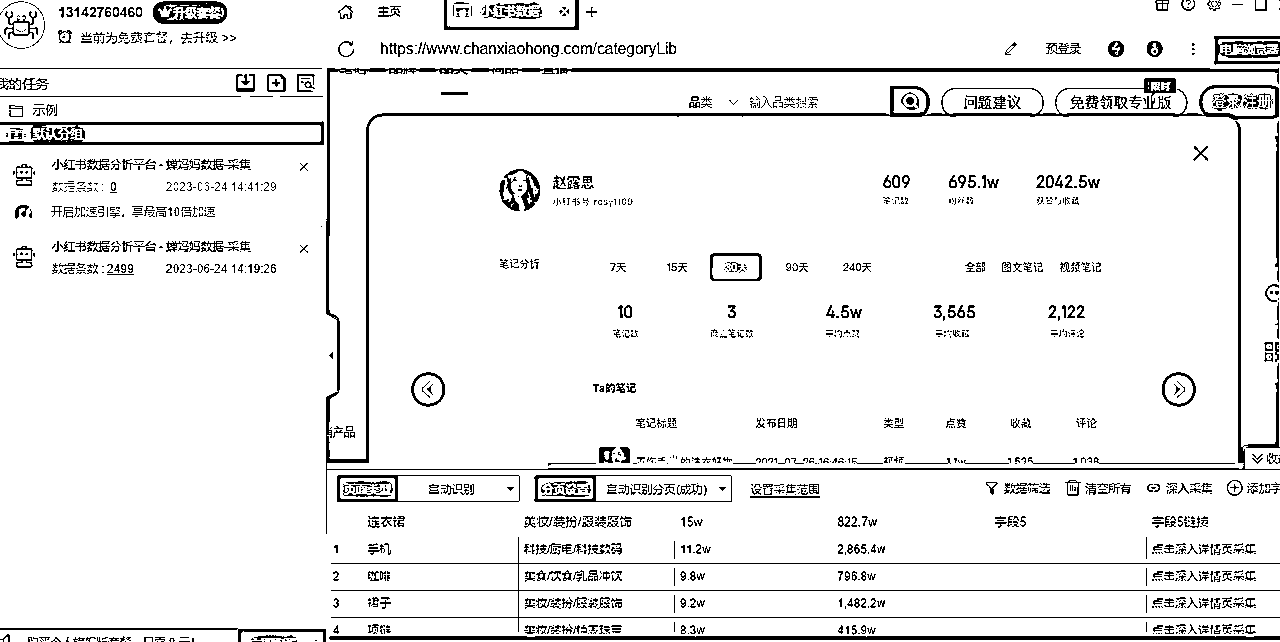 13142760460 升级套餐
当前为免费套餐，去升级 >>
我的任务
示例
默认分组
小红书数据分析平台 - 蝉妈妈数据-采集
数据条数: 0 2023-06-24 14:41:29
开启加速引擎，享最高10倍加速
小红书数据分析平台 - 蝉妈妈数据-采集
数据条数: 2499 2023-06-24 14:19:26
主页 小红书数据
https://www.chanxiaohong.com/categoryLib 预登录
品类 输入品类搜索 问题建议 免费领取专业版 限时 登录/注册
赵露思 609 695.1w 2042.5w
小红书号 笔记数 粉丝数 获赞与收藏
笔记分析 7天 15天 30天 90天 240天 全部 图文笔记 视频笔记
10 3 4.5w 3,565 2,122
笔记数 商业笔记数 平均点赞 平均收藏 平均评论
Ta的笔记
笔记标题 发布日期 类型 点赞 收藏 评论
产品
页面类型 自动识别 分页设置 自动识别分页(成功) 设置采集范围 数据筛选 清空所有 深入采集 添加字
连衣裙 美妆/装扮/服装服饰 15w 822.7w 字段5 字段5链接
1 手机 科技/家电/科技数码 11.2w 2,865.4w 点击深入详情页采集
2 咖啡 美食/饮食/乳品冲饮 9.8w 796.8w 点击深入详情页采集
3 裙子 美妆/装扮/服装服饰 9.2w 1,482.2w 点击深入详情页采集
4 项链 8.3w 415.9w 点击深入详情页采集